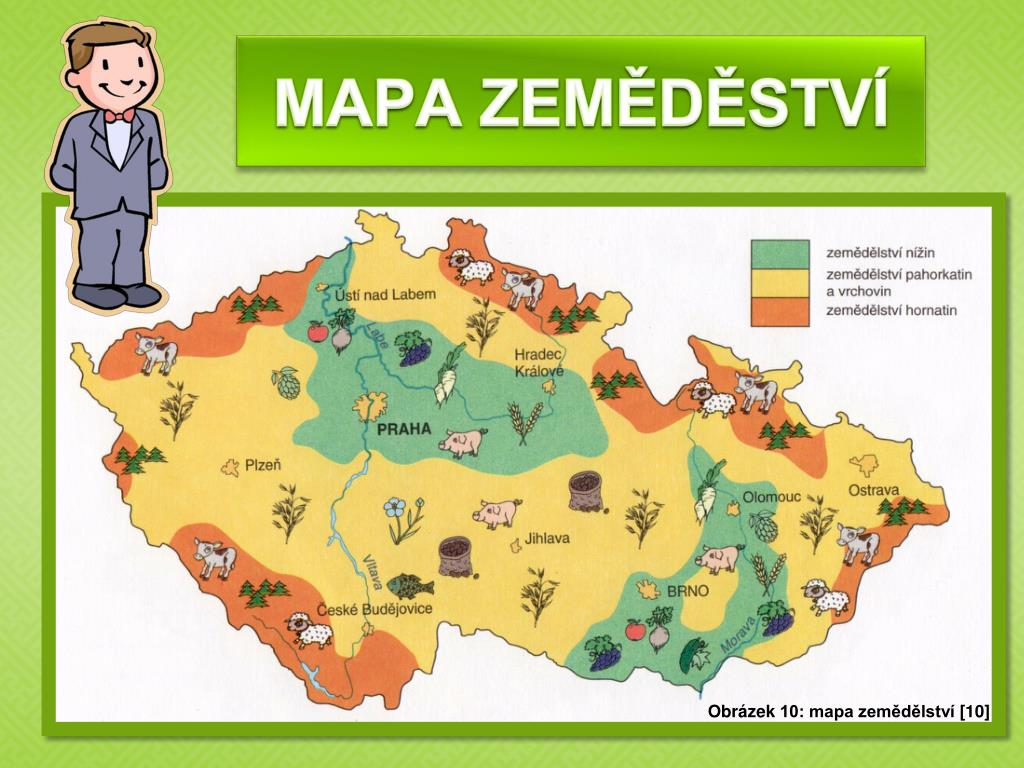 MAPA ZEMĚDĚSTVÍ
zemědělství nížin
zemědělství pahorkatin
a vrchovin
zemědělství hornatin
Ústí nad Labem
Labe
Hradec
Králové
PRAHA
Plzeň
Olomouc
Ostrava
Jihlava
Vltava
BRNO
České Budějovice
Morava
Obrázek 10: mapa zemědělství [10]